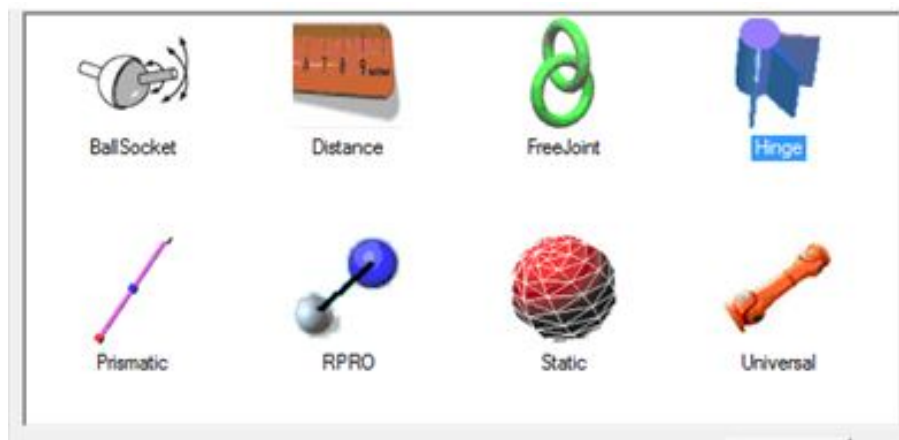 BallSocket
Distance
FreeJoint
Hinge
Prismatic
RPRO
Static
Universal